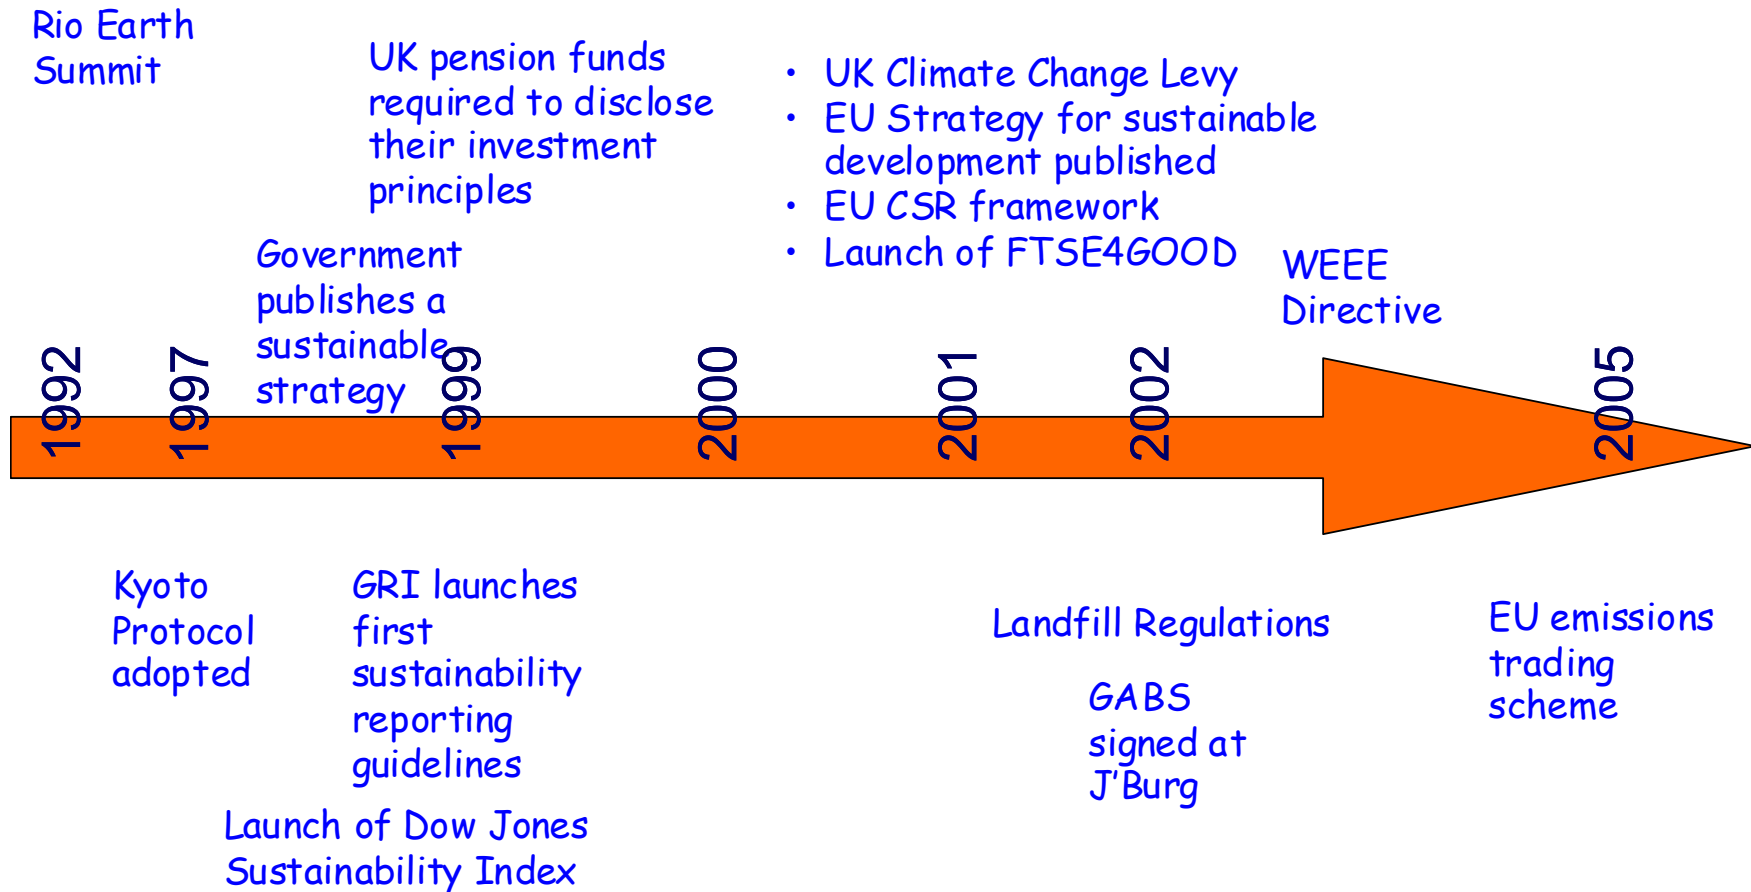 Rio Earth
Summit
UK pension funds
required to disclose
their investment
principles
• UK Climate Change Levy
• EU Strategy for sustainable
development published
• EU CSR framework
• Launch of FTSE4GOOD
Government
publishes a
sustainable
strategy
WEEE
Directive
1992
1997
1999
2000
2001
2002
2005
Kyoto
Protocol
adopted
GRI launches
first
sustainability
reporting
guidelines
Launch of Dow Jones
Sustainability Index
Landfill Regulations
GABS
signed at
J'Burg
EU emissions
trading
scheme